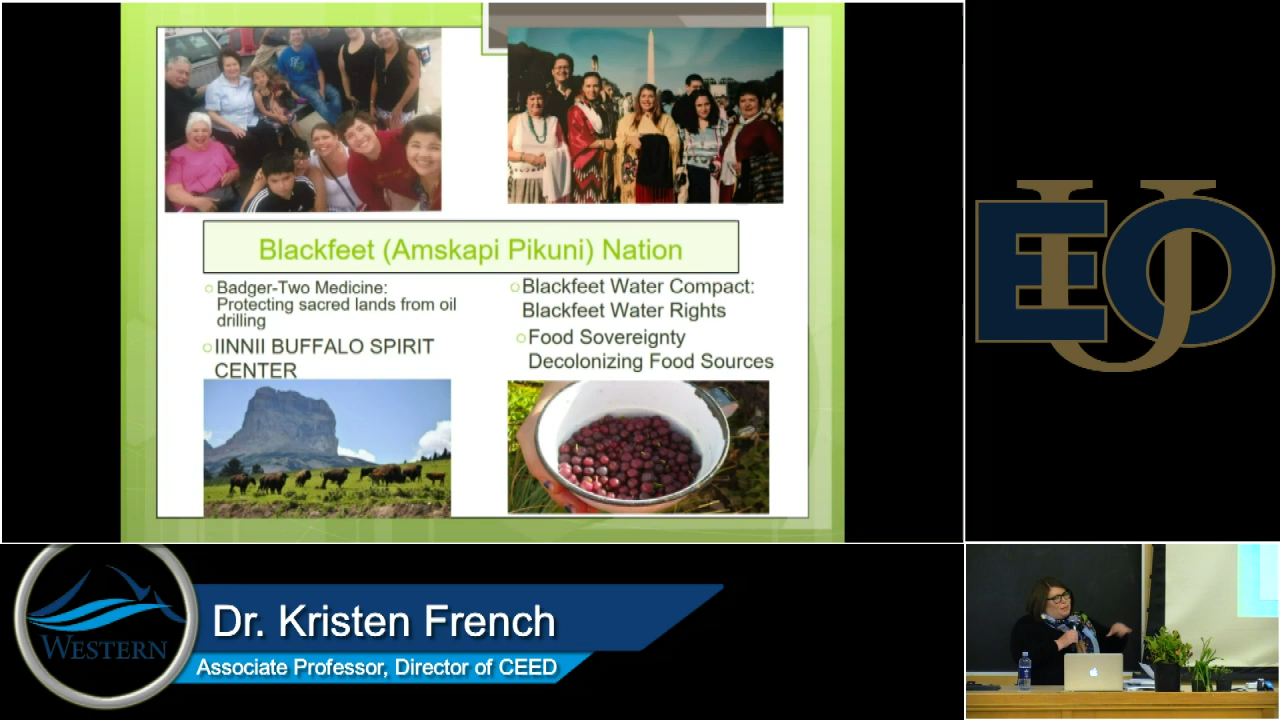 Blackfeet (Amskapi Pikuni) Nation
Badger-Two Medicine:
Protecting sacred lands from oil
drilling
IINNII BUFFALO SPIRIT
CENTER
Blackfeet Water Compact:
Blackfeet Water Rights
Food Sovereignty
Decolonizing Food Sources
EUO
WESTERN
Dr. Kristen French
Associate Professor, Director of CEED